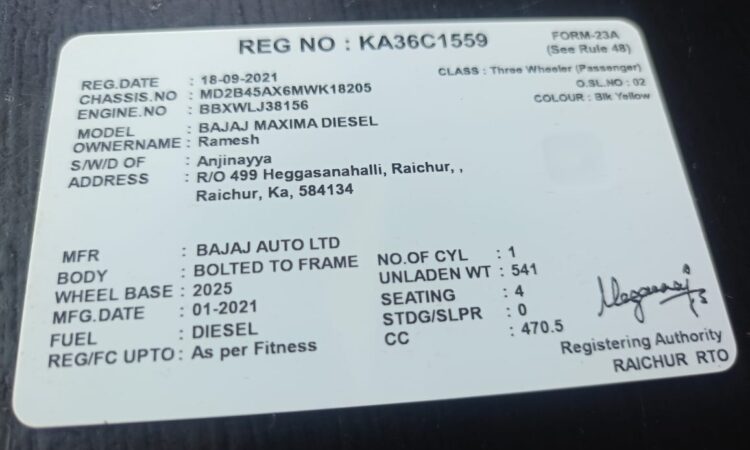 REG NO : KA36C1559
FORM-23A
(See Rule 48)
REG.DATE : 18-09-2021
CLASS : Three Wheeler (Passenger)
CHASSIS.NO : MD2B45AX6MWK18205
O.SL.NO : 02
ENGINE.NO : BBXWLJ38156
COLOUR : Blk Yellow
MODEL : BAJAJ MAXIMA DIESEL
OWNERNAME : Ramesh
S/W/D OF : Anjinayya
ADDRESS : R/O 499 Heggasanahalli, Raichur, ,
Raichur, Ka, 584134
MFR : BAJAJ AUTO LTD
NO.OF CYL : 1
BODY : BOLTED TO FRAME
UNLADEN WT : 541
WHEEL BASE : 2025
SEATING : 4
MFG.DATE : 01-2021
STDG/SLPR : 0
FUEL : DIESEL
CC : 470.5
REG/FC UPTO : As per Fitness
Registering Authority
RAICHUR RTO